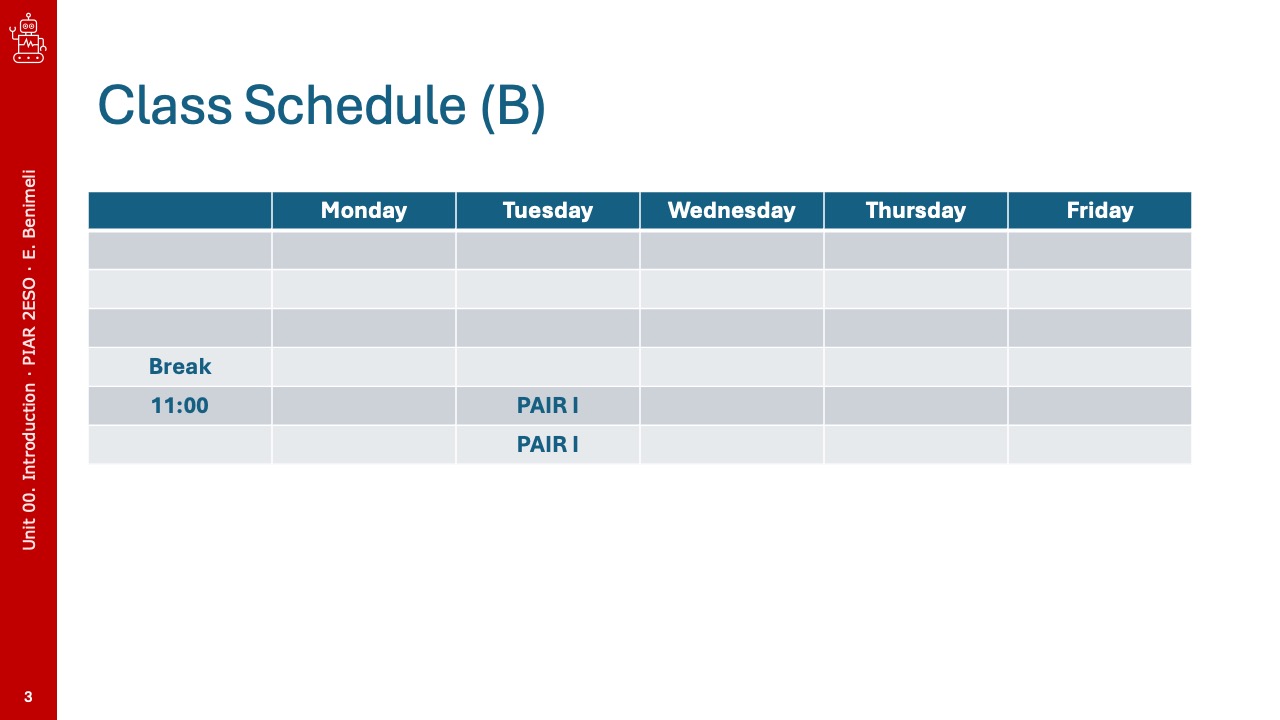 Class Schedule (B)
Monday Tuesday Wednesday Thursday Friday
Break
11:00 PAIR I
PAIR I
Unit 00. Introduction · PIAR 2ESO · E. Benimeli
3